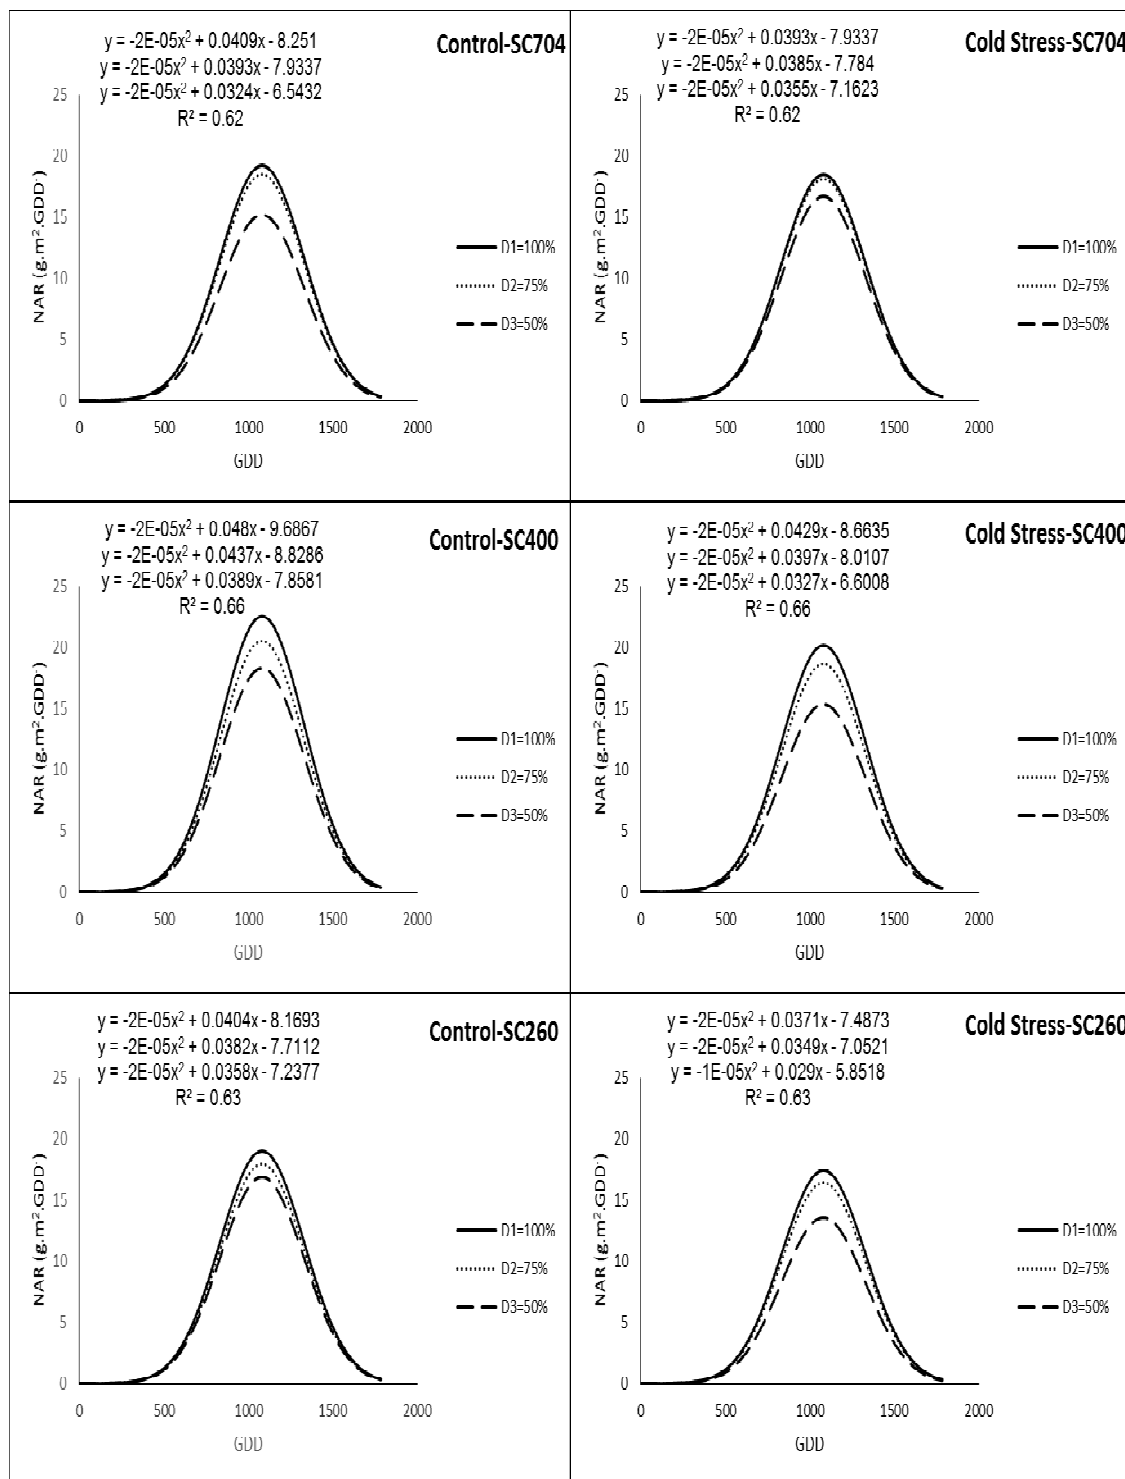 y = -2E-05x² + 0.0409x - 8.251
y = -2E-05x² + 0.0393x - 7.9337
y = -2E-05x² + 0.0324x - 6.5432
R² = 0.62
Control-SC704
25
20
15
10
5
0
NAR (g.m².GDD⁻)
0 500 1000 1500 2000
GDD
D1=100%
D2=75%
D3=50%
y = -2E-05x² + 0.0393x - 7.9337
y = -2E-05x² + 0.0385x - 7.784
y = -2E-05x² + 0.0355x - 7.1623
R² = 0.62
Cold Stress-SC704
25
20
15
10
5
0
NAR (g.m².GDD⁻)
0 500 1000 1500 2000
GDD
D1=100%
D2=75%
D3=50%
y = -2E-05x² + 0.048x - 9.6867
y = -2E-05x² + 0.0437x - 8.8286
y = -2E-05x² + 0.0389x - 7.8581
R² = 0.66
Control-SC400
25
20
15
10
5
0
NAR (g.m².GDD⁻)
0 500 1000 1500 2000
GDD
D1=100%
D2=75%
D3=50%
y = -2E-05x² + 0.0429x - 8.6635
y = -2E-05x² + 0.0397x - 8.0107
y = -2E-05x² + 0.0327x - 6.6008
R² = 0.66
Cold Stress-SC400
25
20
15
10
5
0
NAR (g.m².GDD⁻)
0 500 1000 1500 2000
GDD
D1=100%
D2=75%
D3=50%
y = -2E-05x² + 0.0404x - 8.1693
y = -2E-05x² + 0.0382x - 7.7112
y = -2E-05x² + 0.0358x - 7.2377
R² = 0.63
Control-SC260
25
20
15
10
5
0
NAR (g.m².GDD⁻)
0 500 1000 1500 2000
GDD
D1=100%
D2=75%
D3=50%
y = -2E-05x² + 0.0371x - 7.4873
y = -2E-05x² + 0.0349x - 7.0521
y = -1E-05x² + 0.029x - 5.8518
R² = 0.63
Cold Stress-SC260
25
20
15
10
5
0
NAR (g.m².GDD⁻)
0 500 1000 1500 2000
GDD
D1=100%
D2=75%
D3=50%